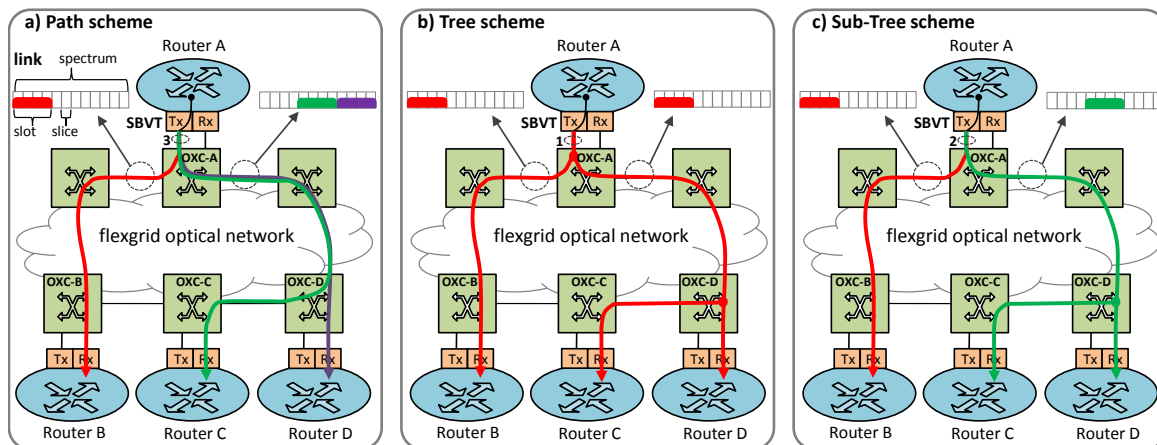 a) Path scheme
Router A
link
spectrum
slot
slice
SBVT
Tx
Rx
3
OXC-A
flexgrid optical network
OXC-B
OXC-C
OXC-D
Tx Rx
Tx Rx
Tx Rx
Router B
Router C
Router D
b) Tree scheme
Router A
SBVT
Tx
Rx
1
OXC-A
flexgrid optical network
OXC-B
OXC-C
OXC-D
Tx Rx
Tx Rx
Tx Rx
Router B
Router C
Router D
c) Sub-Tree scheme
Router A
SBVT
Tx
Rx
2
OXC-A
flexgrid optical network
OXC-B
OXC-C
OXC-D
Tx Rx
Tx Rx
Tx Rx
Router B
Router C
Router D